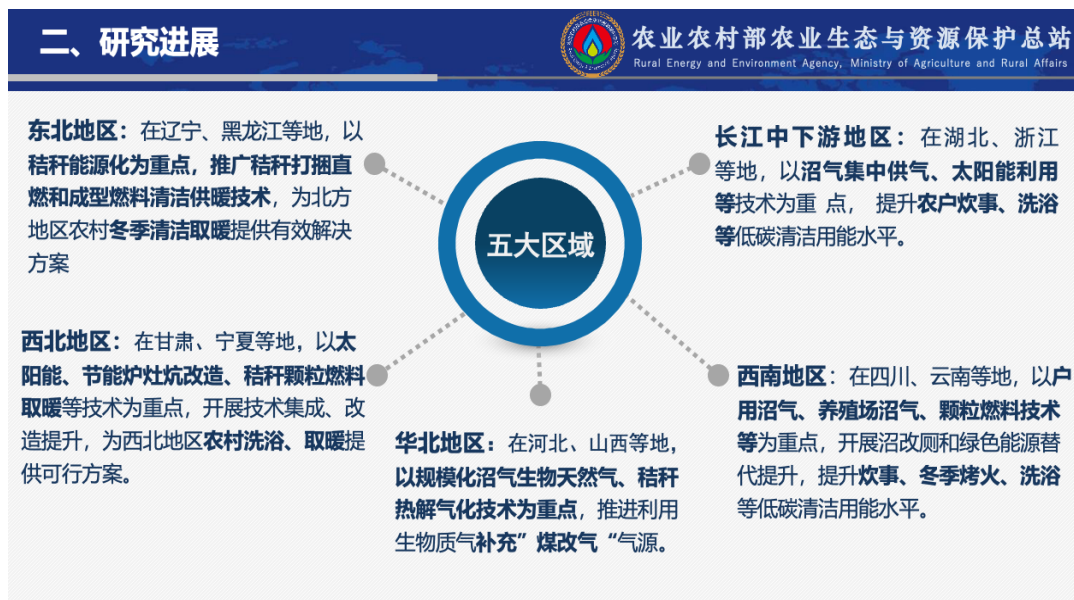 二、研究进展
农业农村部农业生态与资源保护总站
Rural Energy and Environment Agency, Ministry of Agriculture and Rural Affairs
东北地区：在辽宁、黑龙江等地，以
秸秆能源化为重点，推广秸秆打捆直
燃和成型燃料清洁供暖技术，为北方
地区农村冬季清洁取暖提供有效解决
方案
长江中下游地区：在湖北、浙江
等地，以沼气集中供气、太阳能利用
等技术为重 点， 提升农户炊事、洗浴
等低碳清洁用能水平。
五大区域
西北地区：在甘肃、宁夏等地，以太
阳能、节能炉灶炕改造、秸秆颗粒燃料
取暖等技术为重点，开展技术集成、改
造提升，为西北地区农村洗浴、取暖提
供可行方案。
华北地区：在河北、山西等地，
以规模化沼气生物天然气、秸秆
热解气化技术为重点，推进利用
生物质气补充”煤改气“气源。
西南地区：在四川、云南等地，以户
用沼气、养殖场沼气、颗粒燃料技术
等为重点，开展沼改厕和绿色能源替
代提升，提升炊事、冬季烤火、洗浴
等低碳清洁用能水平。